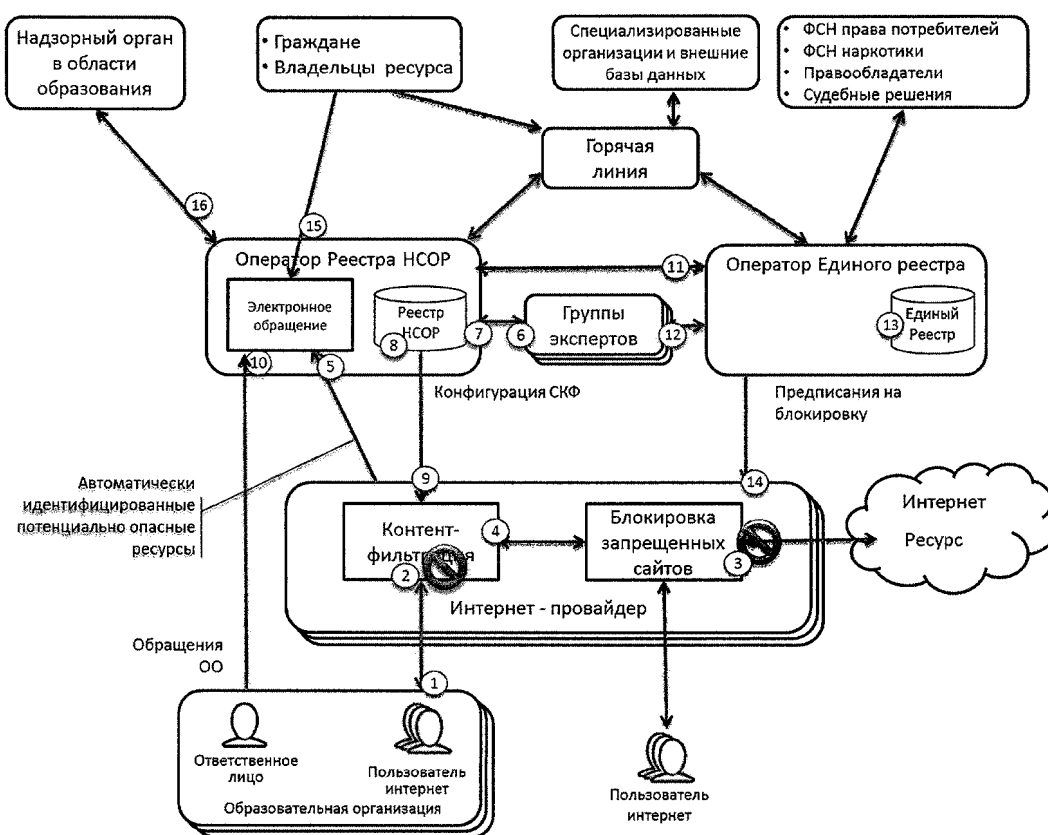 Надзорный орган
в области
образования
• Граждане
• Владельцы ресурса
Специализированные
организации и внешние
базы данных
• ФСН права потребителей
• ФСН наркотики
• Правообладатели
• Судебные решения
Горячая
линия
16
15
Оператор Реестра НСОР
11
Оператор Единого реестра
Электронное
обращение
Реестр
НСОР
8
7
6
Группы
экспертов
12
13
Единый
Реестр
10
5
Конфигурация СКФ
Предписания на
блокировку
Автоматически
идентифицированные
потенциально опасные
ресурсы
9
14
Контент-
фильтрация
2
4
Блокировка
запрещенных
сайтов
3
Интернет
Ресурс
Интернет - провайдер
Обращения
ОО
1
Ответственное
лицо
Пользователь
интернет
Образовательная организация
Пользователь
интернет